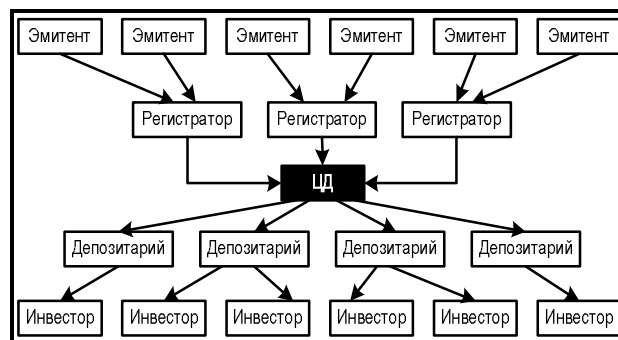 Эмитент Эмитент Эмитент Эмитент Эмитент Эмитент
Регистратор Регистратор Регистратор
ЦД
Депозитарий Депозитарий Депозитарий Депозитарий
Инвестор Инвестор Инвестор Инвестор Инвестор Инвестор